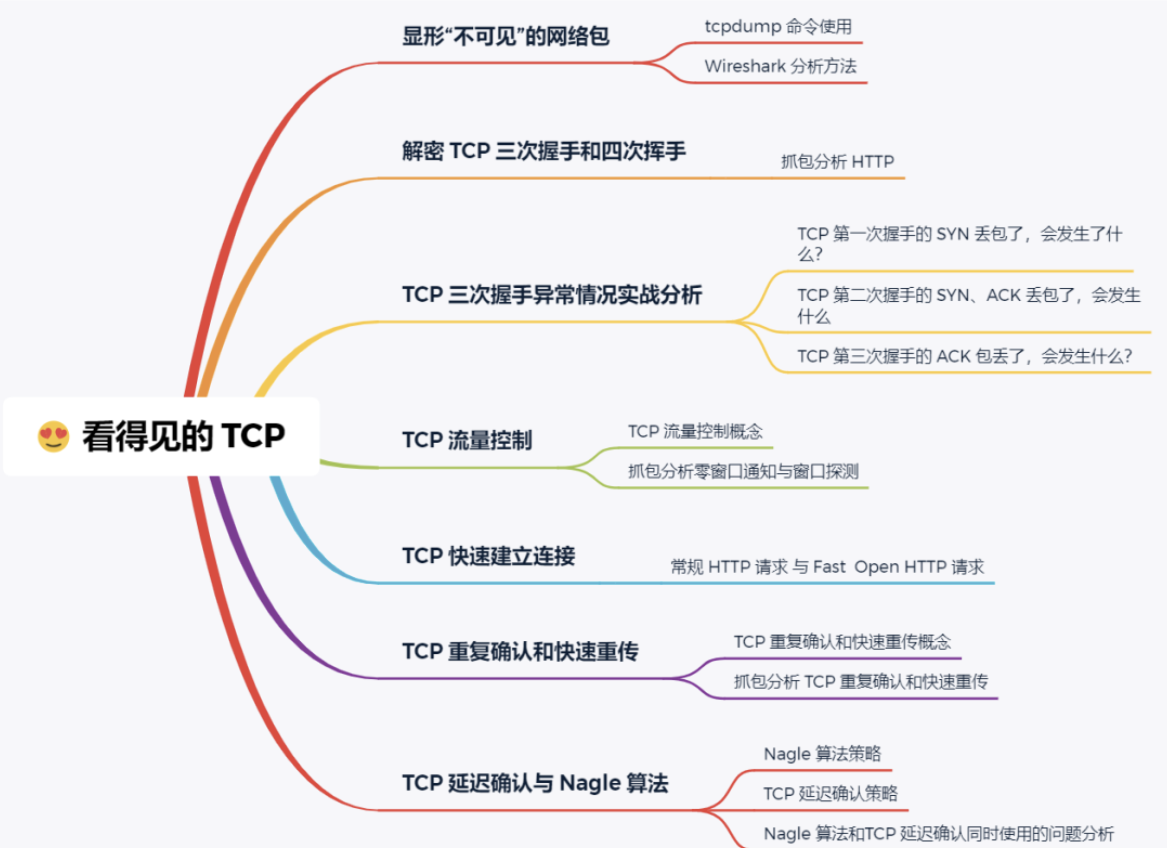 显形“不可见”的网络包
tcpdump 命令使用
Wireshark 分析方法
解密 TCP 三次握手和四次挥手
抓包分析 HTTP
TCP 三次握手异常情况实战分析
TCP 第一次握手的 SYN 丢包了，会发生了什
么？
TCP 第二次握手的 SYN、ACK 丢包了，会发生
什么
TCP 第三次握手的 ACK 包丢了，会发生什么？
看得见的 TCP
TCP 流量控制
TCP 流量控制概念
抓包分析零窗口通知与窗口探测
TCP 快速建立连接
常规 HTTP 请求 与 Fast  Open HTTP 请求
TCP 重复确认和快速重传
TCP 重复确认和快速重传概念
抓包分析 TCP 重复确认和快速重传
TCP 延迟确认与 Nagle 算法
Nagle 算法策略
TCP 延迟确认策略
Nagle 算法和TCP 延迟确认同时使用的问题分析